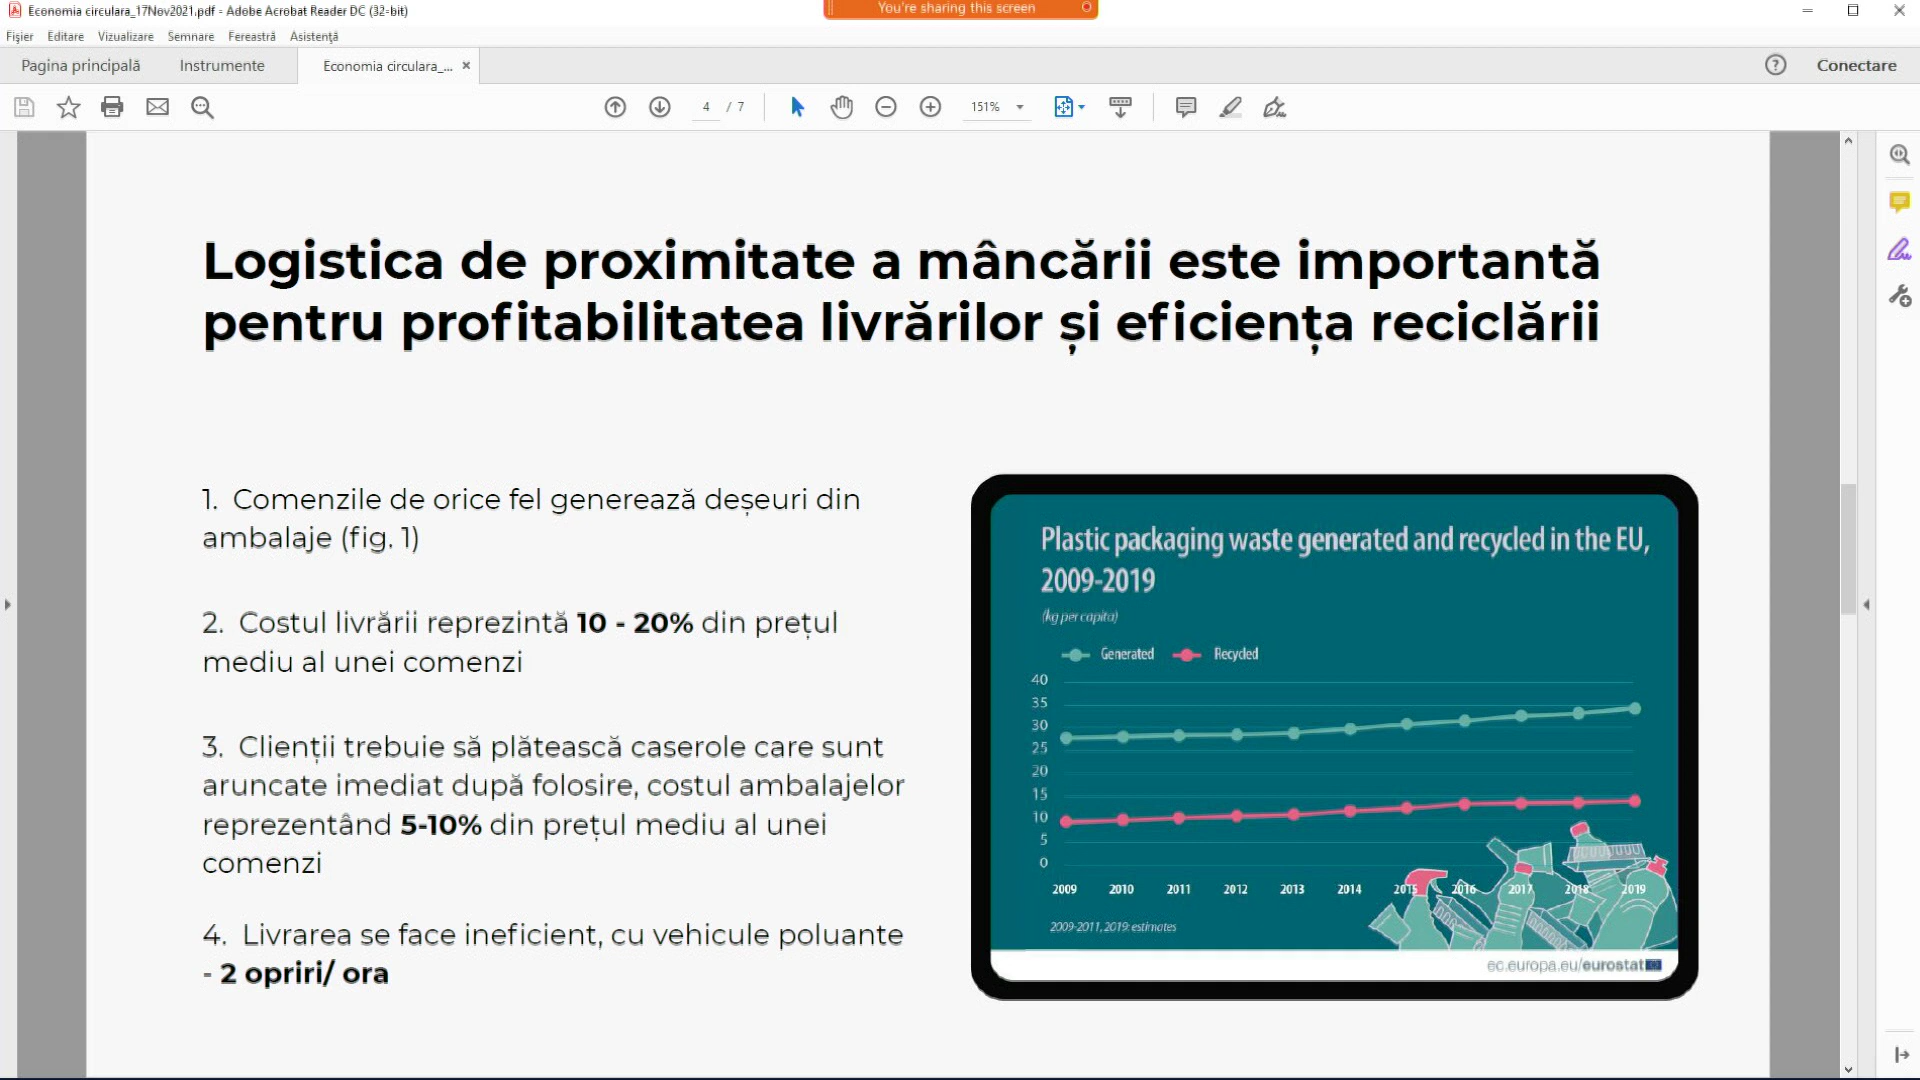 Economia circulara_17Nov2021.pdf - Adobe Acrobat Reader DC (32-bit)
You're sharing this screen
Fișier Editare Vizualizare Semnare Fereastră Asistență
Pagina principală Instrumente Economia circulara_... ×
Conectare
4 / 7
151%
Logistica de proximitate a mâncării este importantă
pentru profitabilitatea livrărilor și eficiența reciclării
1. Comenzile de orice fel generează deșeuri din
ambalaje (fig. 1)
2. Costul livrării reprezintă 10 - 20% din prețul
mediu al unei comenzi
3. Clienții trebuie să plătească caserole care sunt
aruncate imediat după folosire, costul ambalajelor
reprezentând 5-10% din prețul mediu al unei
comenzi
4. Livrarea se face ineficient, cu vehicule poluante
- 2 opriri/ ora
Plastic packaging waste generated and recycled in the EU,
2009-2019
(kg per capita)
Generated Recycled
40
35
30
25
20
15
10
5
0
2009 2010 2011 2012 2013 2014 2015 2016 2017 2018 2019
2009-2011, 2019: estimates
ec.europa.eu/eurostat